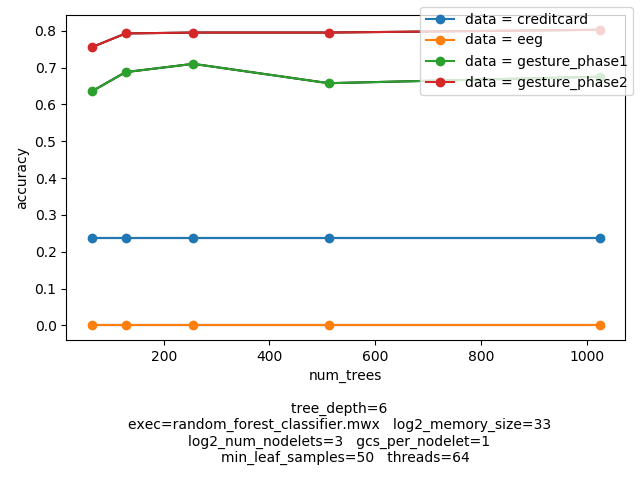 data = creditcard
data = eeg
data = gesture_phase1
data = gesture_phase2
0.8
0.7
0.6
0.5
0.4
0.3
0.2
0.1
0.0
accuracy
200 400 600 800 1000
num_trees
tree_depth=6
exec=random_forest_classifier.mwx log2_memory_size=33
log2_num_nodelets=3 gcs_per_nodelet=1
min_leaf_samples=50 threads=64